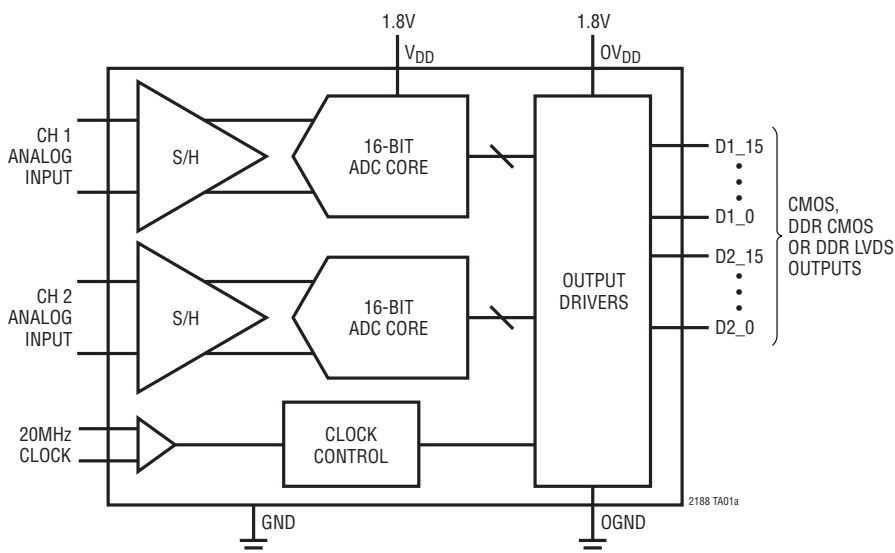 1.8V
1.8V
VDD
OVDD
CH 1
ANALOG
INPUT
S/H
16-BIT
ADC CORE
D1_15
•
•
•
D1_0
CMOS,
DDR CMOS
OR DDR LVDS
OUTPUTS
D2_15
•
•
•
D2_0
OUTPUT
DRIVERS
CH 2
ANALOG
INPUT
S/H
16-BIT
ADC CORE
20MHz
CLOCK
CLOCK
CONTROL
2188 TA01a
GND
OGND